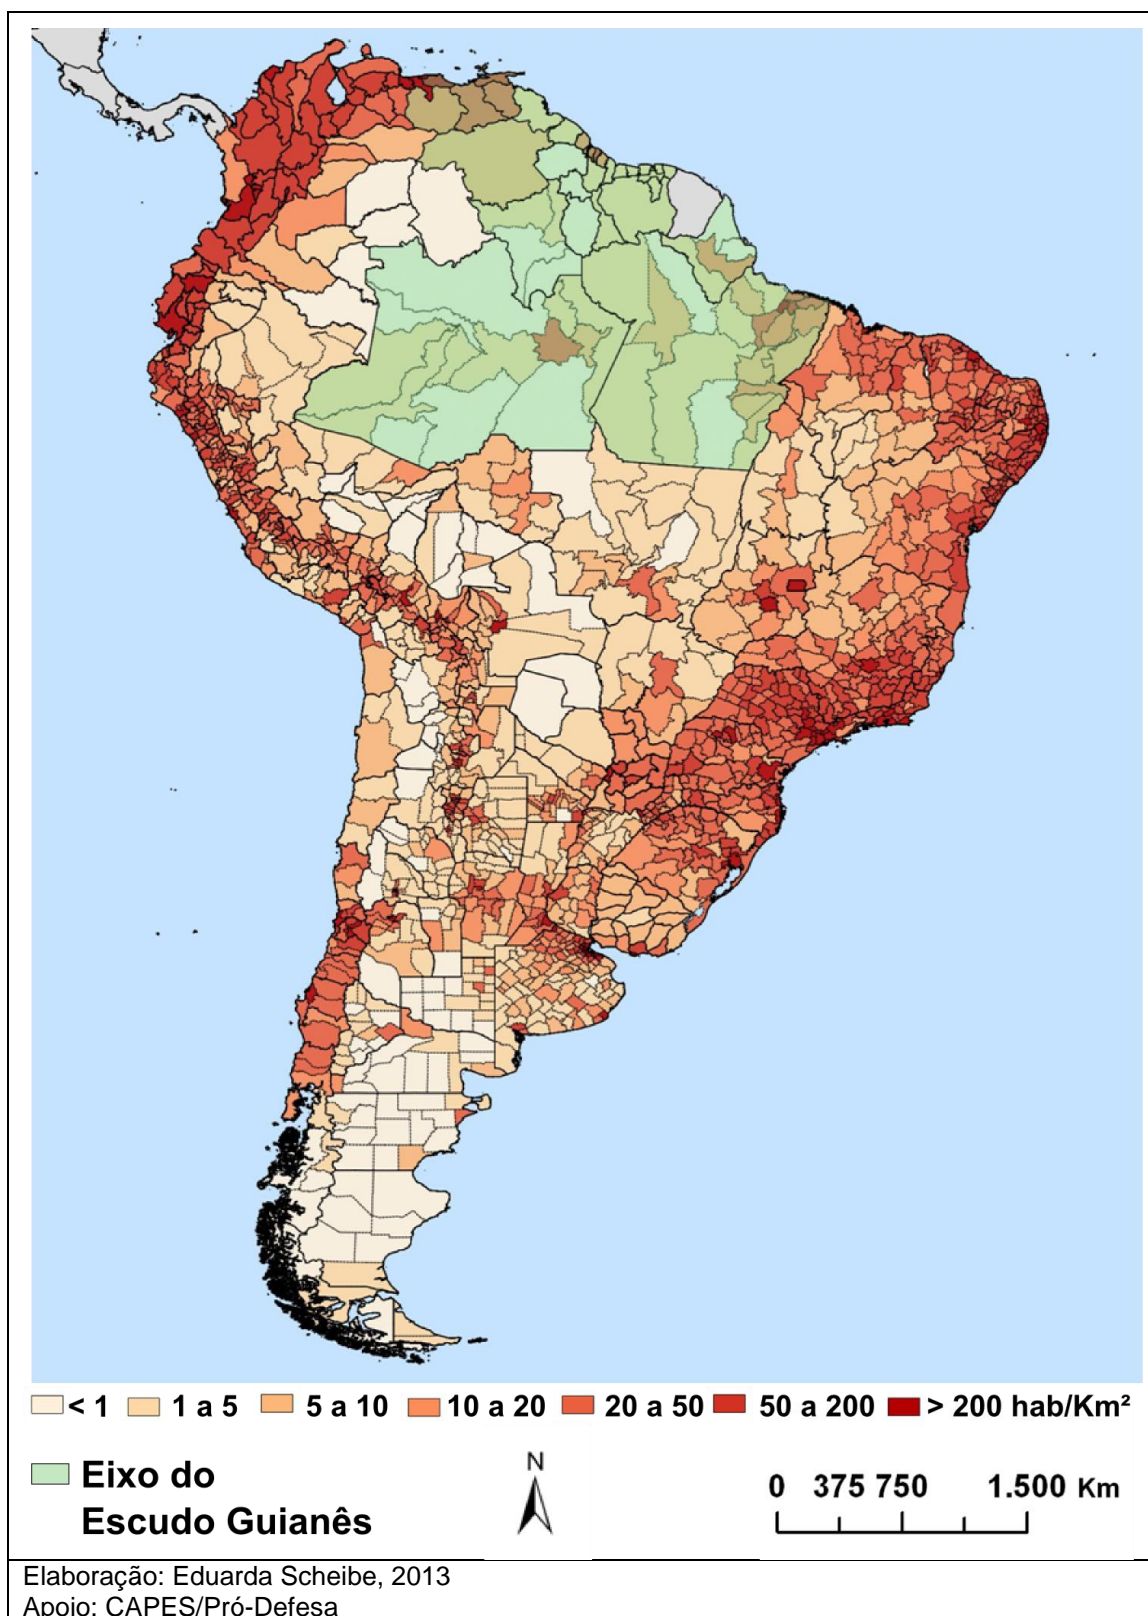 < 1 1 a 5 5 a 10 10 a 20 20 a 50 50 a 200 > 200 hab/Km²
Eixo do
Escudo Guianês
N
0 375 750 1.500 Km
Elaboração: Eduarda Scheibe, 2013
Apoio: CAPES/Pró-Defesa